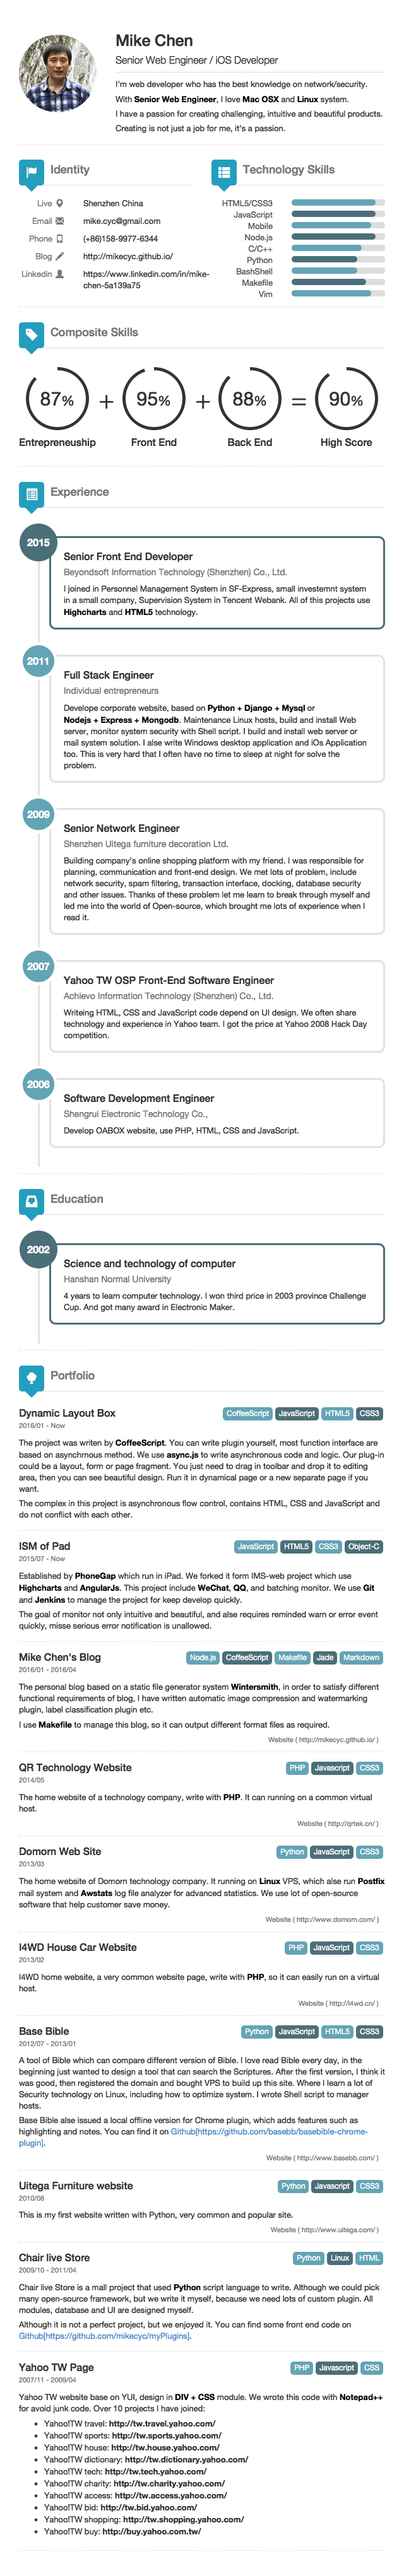 Mike Chen
Senior Web Engineer / iOS Developer
I'm web developer who has the best knowledge on network/security.
With Senior Web Engineer, I love Mac OSX and Linux system.
I have a passion for creating challenging, intuitive and beautiful products.
Creating is not just a job for me, it's a passion.
Identity
Live Shenzhen China
Email mike.cyc@gmail.com
Phone (+86)158-9977-6344
Blog http://mikecyc.github.io/
Linkedin https://www.linkedin.com/in/mike-
chen-5a139a75
Technology Skills
HTML5/CSS3
JavaScript
Mobile
Node.js
C/C++
Python
BashShell
Makefile
Vim
Composite Skills
87% + 95% + 88% = 90%
Entrepreneuship Front End Back End High Score
Experience
2015
Senior Front End Developer
Beyondsoft Information Technology (Shenzhen) Co., Ltd.
I joined in Personnel Management System in SF-Express, small investemnt system
in a small company, Supervision System in Tencent Webank. All of this projects use
Highcharts and HTML5 technology.
2011
Full Stack Engineer
Individual entrepreneurs
Develope corporate website, based on Python + Django + Mysql or
Nodejs + Express + Mongodb. Maintenance Linux hosts, build and install Web
server, monitor system security with Shell script. I build and install web server or
mail system solution. I alse write Windows desktop application and iOs Application
too. This is very hard that I often have no time to sleep at night for solve the
problem.
2009
Senior Network Engineer
Shenzhen Uitega furniture decoration Ltd.
Building company's online shopping platform with my friend. I was responsible for
planning, communication and front-end design. We met lots of problem, include
network security, spam filtering, transaction interface, docking, database security
and other issues. Thanks of these problem let me learn to break through myself and
led me into the world of Open-source, which brought me lots of experience when I
read it.
2007
Yahoo TW OSP Front-End Software Engineer
Achievo Information Technology (Shenzhen) Co., Ltd.
Writeing HTML, CSS and JavaScript code depend on UI design. We often share
technology and experience in Yahoo team. I got the price at Yahoo 2008 Hack Day
competition.
2006
Software Development Engineer
Shengrui Electronic Technology Co.,
Develop OABOX website, use PHP, HTML, CSS and JavaScript.
Education
2002
Science and technology of computer
Hanshan Normal University
4 years to learn computer technology. I won third price in 2003 province Challenge
Cup. And got many award in Electronic Maker.
Portfolio
Dynamic Layout Box CoffeeScript JavaScript HTML5 CSS3
2016/01 - Now
The project was writen by CoffeeScript. You can write plugin yourself, most function interface are
based on asynchrnous method. We use async.js to write asynchronous code and logic. Our plug-in
could be a layout, form or page fragment. You just need to drag in toolbar and drop it to editing
area, then you can see beautiful design. Run it in dynamical page or a new separate page if you
want.
The complex in this project is asynchronous flow control, contains HTML, CSS and JavaScript and
do not conflict with each other.
ISM of Pad JavaScript HTML5 CSS3 Object-C
2015/07 - Now
Established by PhoneGap which run in iPad. We forked it form IMS-web project which use
Highcharts and AngularJs. This project include WeChat, QQ, and batching monitor. We use Git
and Jenkins to manage the project for keep develop quickly.
The goal of monitor not only intuitive and beautiful, and alse requires reminded warn or error event
quickly, misse serious error notification is unallowed.
Mike Chen's Blog Node.js CoffeeScript Makefile Jade Markdown
2016/01 - 2016/04
The personal blog based on a static file generator system Wintersmith, in order to satisfy different
functional requirements of blog, I have written automatic image compression and watermarking
plugin, label classification plugin etc.
I use Makefile to manage this blog, so it can output different format files as required.
Website ( http://mikecyc.github.io/ )
QR Technology Website PHP Javascript CSS3
2014/05
The home website of a technology company, write with PHP. It can running on a common virtual
host.
Website ( http://qrtek.cn/ )
Domorn Web Site Python JavaScript CSS3
2013/03
The home website of Domorn technology company. It running on Linux VPS, which alse run Postfix
mail system and Awstats log file analyzer for advanced statistics. We use lot of open-source
software that help customer save money.
Website ( http://www.domorn.com/ )
I4WD House Car Website PHP JavaScript CSS3
2013/02
I4WD home website, a very common website page, write with PHP, so it can easily run on a virtual
host.
Website ( http://i4wd.cn/ )
Base Bible Python JavaScript HTML5 CSS3
2012/07 - 2013/01
A tool of Bible which can compare different version of Bible. I love read Bible every day, in the
beginning just wanted to design a tool that can search the Scriptures. After the first version, I think it
was good, then registered the domain and bought VPS to build up this site. Where I learn a lot of
Security technology on Linux, including how to optimize system. I wrote Shell script to manager
hosts.
Base Bible alse issued a local offline version for Chrome plugin, which adds features such as
highlighting and notes. You can find it on Github[https://github.com/basebb/basebible-chrome-
plugin].
Website ( http://www.basebb.com/ )
Uitega Furniture website Python Javascript CSS3
2010/08
This is my first website written with Python, very common and popular site.
Website ( http://www.uitega.com/ )
Chair live Store Python Linux HTML
2009/10 - 2011/04
Chair live Store is a mall project that used Python script language to write. Although we could pick
many open-source framework, but we write it myself, because we need lots of custom plugin. All
modules, database and UI are designed myself.
Although it is not a perfect project, but we enjoyed it. You can find some front end code on
Github[https://github.com/mikecyc/myPlugins].
Yahoo TW Page PHP Javascript CSS
2007/11 - 2009/04
Yahoo TW website base on YUI, design in DIV + CSS module. We wrote this code with Notepad++
for avoid junk code. Over 10 projects I have joined:
• Yahoo!TW travel: http://tw.travel.yahoo.com/
• Yahoo!TW sports: http://tw.sports.yahoo.com/
• Yahoo!TW house: http://tw.house.yahoo.com/
• Yahoo!TW dictionary: http://tw.dictionary.yahoo.com/
• Yahoo!TW tech: http://tw.tech.yahoo.com/
• Yahoo!TW charity: http://tw.charity.yahoo.com/
• Yahoo!TW access: http://tw.access.yahoo.com/
• Yahoo!TW bid: http://tw.bid.yahoo.com/
• Yahoo!TW shopping: http://tw.shopping.yahoo.com/
• Yahoo!TW buy: http://buy.yahoo.com.tw/